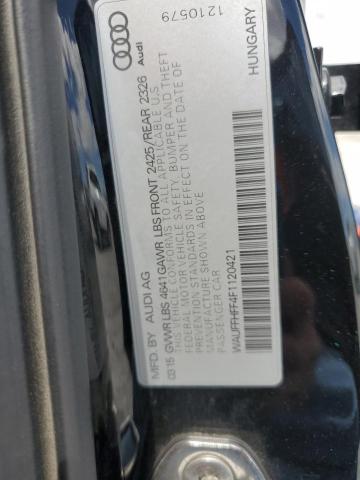 MFD. BY AUDI AG
03/15 GVWR LBS 4641 GAWR LBS FRONT 2425/REAR 2326
THIS VEHICLE CONFORMS TO ALL APPLICABLE U.S.
FEDERAL MOTOR VEHICLE SAFETY, BUMPER AND THEFT
PREVENTION STANDARDS IN EFFECT ON THE DATE OF
MANUFACTURE SHOWN ABOVE
PASSENGER CAR
WAUFFHFF4F1120421
Audi
1210579
HUNGARY